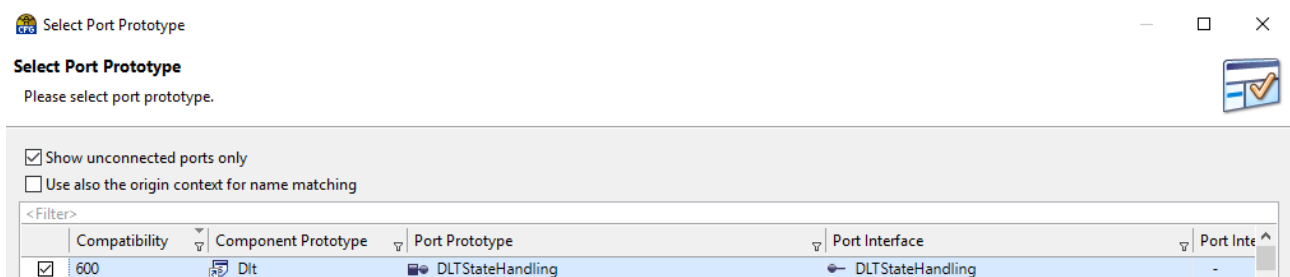 CFG Select Port Prototype
Select Port Prototype
Please select port prototype.
Show unconnected ports only
Use also the origin context for name matching
<Filter>
Compatibility Component Prototype Port Prototype Port Interface Port Inte
600 Dlt DLTStateHandling DLTStateHandling -